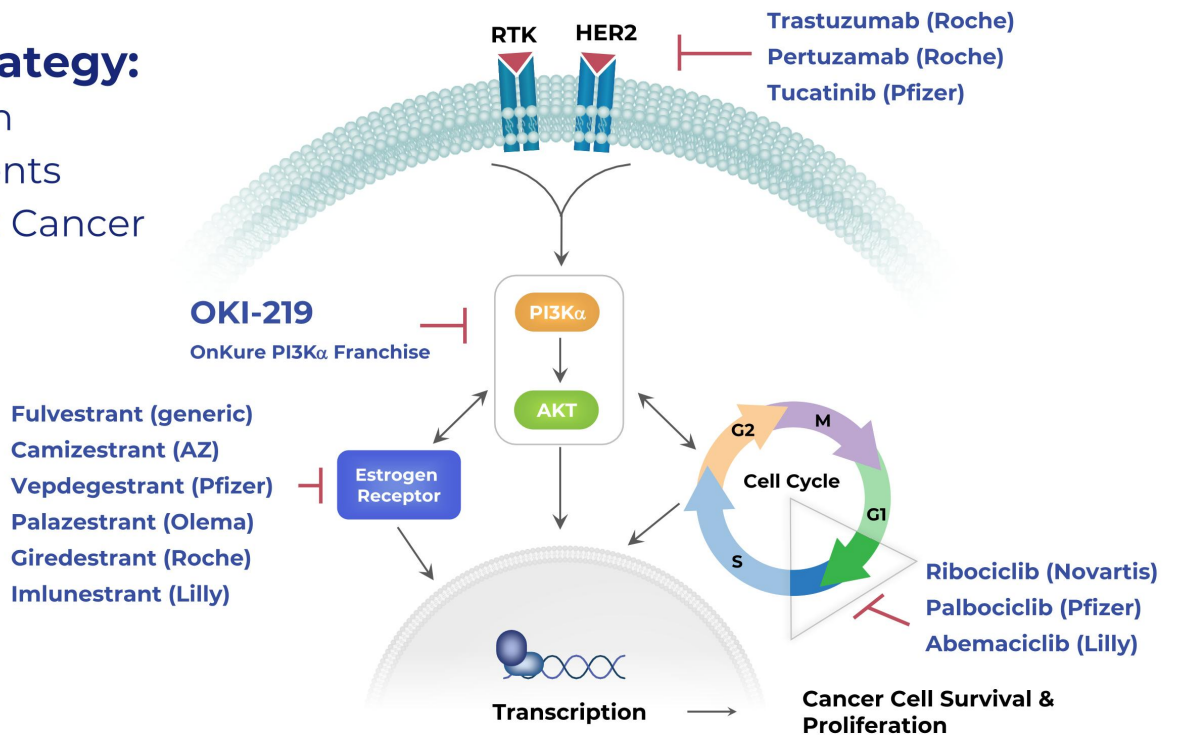 ategy:
n
nts
Cancer
RTK
HER2
Trastuzumab (Roche)
Pertuzamab (Roche)
Tucatinib (Pfizer)
OKI-219
OnKure PI3Kα Franchise
PI3Kα
AKT
Fulvestrant (generic)
Camizestrant (AZ)
Vepdegestrant (Pfizer)
Palazestrant (Olema)
Giredestrant (Roche)
Imlunestrant (Lilly)
Estrogen
Receptor
G2
M
Cell Cycle
G1
S
Ribociclib (Novartis)
Palbociclib (Pfizer)
Abemaciclib (Lilly)
Transcription
Cancer Cell Survival &
Proliferation